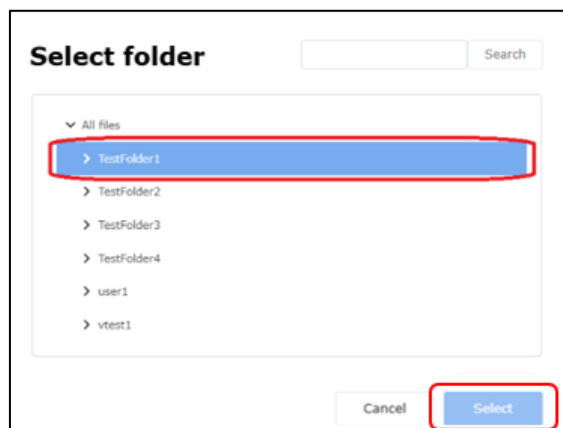 Select folder
Search
All files
TestFolder1
TestFolder2
TestFolder3
TestFolder4
user1
vtest1
Cancel
Select